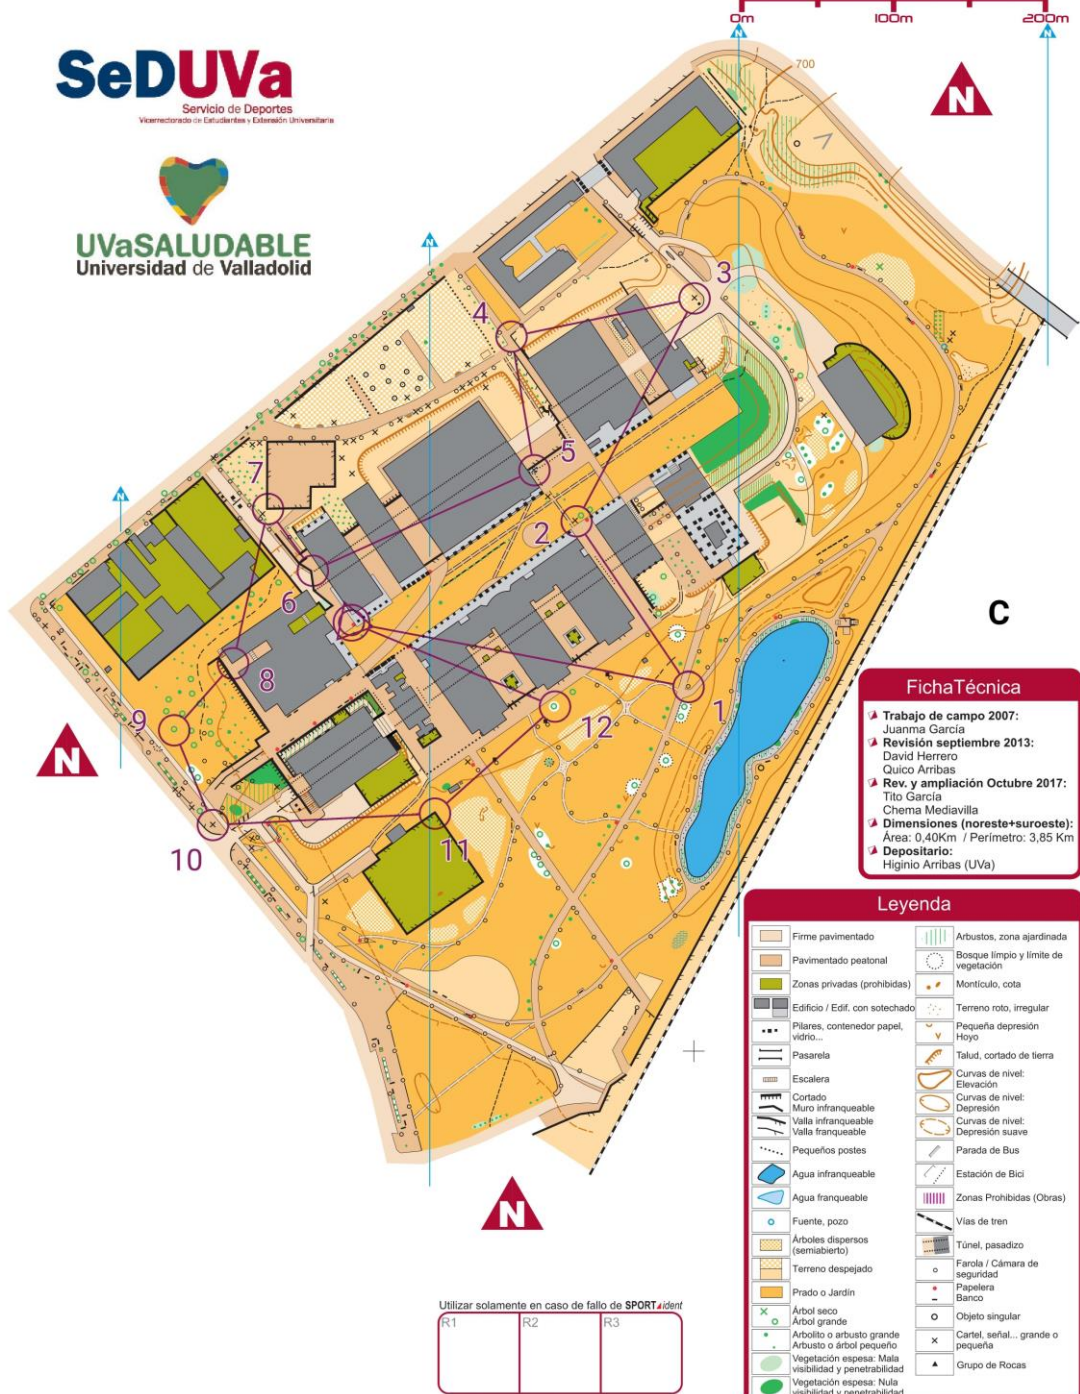 0m 100m 200m
N N
SeDUVa
Servicio de Deportes
Vicerrectorado de Estudiantes y Extensión Universitaria
N
700
UVaSALUDABLE
Universidad de Valladolid
N
3
4
5
7
N
2
6
C
8
1
9
12
N
10
11
FichaTécnica
Trabajo de campo 2007:
Juanma García
Revisión septiembre 2013:
David Herrero
Quico Arribas
Rev. y ampliación Octubre 2017:
Tito García
Chema Mediavilla
Dimensiones (noreste+suroeste):
Área: 0,40Km / Perímetro: 3,85 Km
Depositario:
Higinio Arribas (UVa)
Leyenda
Firme pavimentado
Pavimentado peatonal
Zonas privadas (prohibidas)
Edificio / Edif. con sotechado
Pilares, contenedor papel,
vidrio...
Pasarela
Escalera
Cortado
Muro infranqueable
Valla infranqueable
Valla franqueable
Pequeños postes
Agua infranqueable
Agua franqueable
Fuente, pozo
Árboles dispersos
(semiabierto)
Terreno despejado
Prado o Jardín
Árbol seco
Árbol grande
Arbolito o arbusto grande
Arbusto o árbol pequeño
Vegetación espesa: Mala
visibilidad y penetrabilidad
Vegetación espesa: Nula
visibilidad y penetrabilidad
Arbustos, zona ajardinada
Bosque límpio y límite de
vegetación
Montículo, cota
Terreno roto, irregular
Pequeña depresión
Hoyo
Talud, cortado de tierra
Curvas de nivel:
Elevación
Curvas de nivel:
Depresión
Curvas de nivel:
Depresión suave
Parada de Bus
Estación de Bici
Zonas Prohibidas (Obras)
Vías de tren
Túnel, pasadizo
Farola / Cámara de
seguridad
Papelera
Banco
Objeto singular
Cartel, señal... grande o
pequeña
Grupo de Rocas
N
Utilizar solamente en caso de fallo de SPORTident
R1 R2 R3